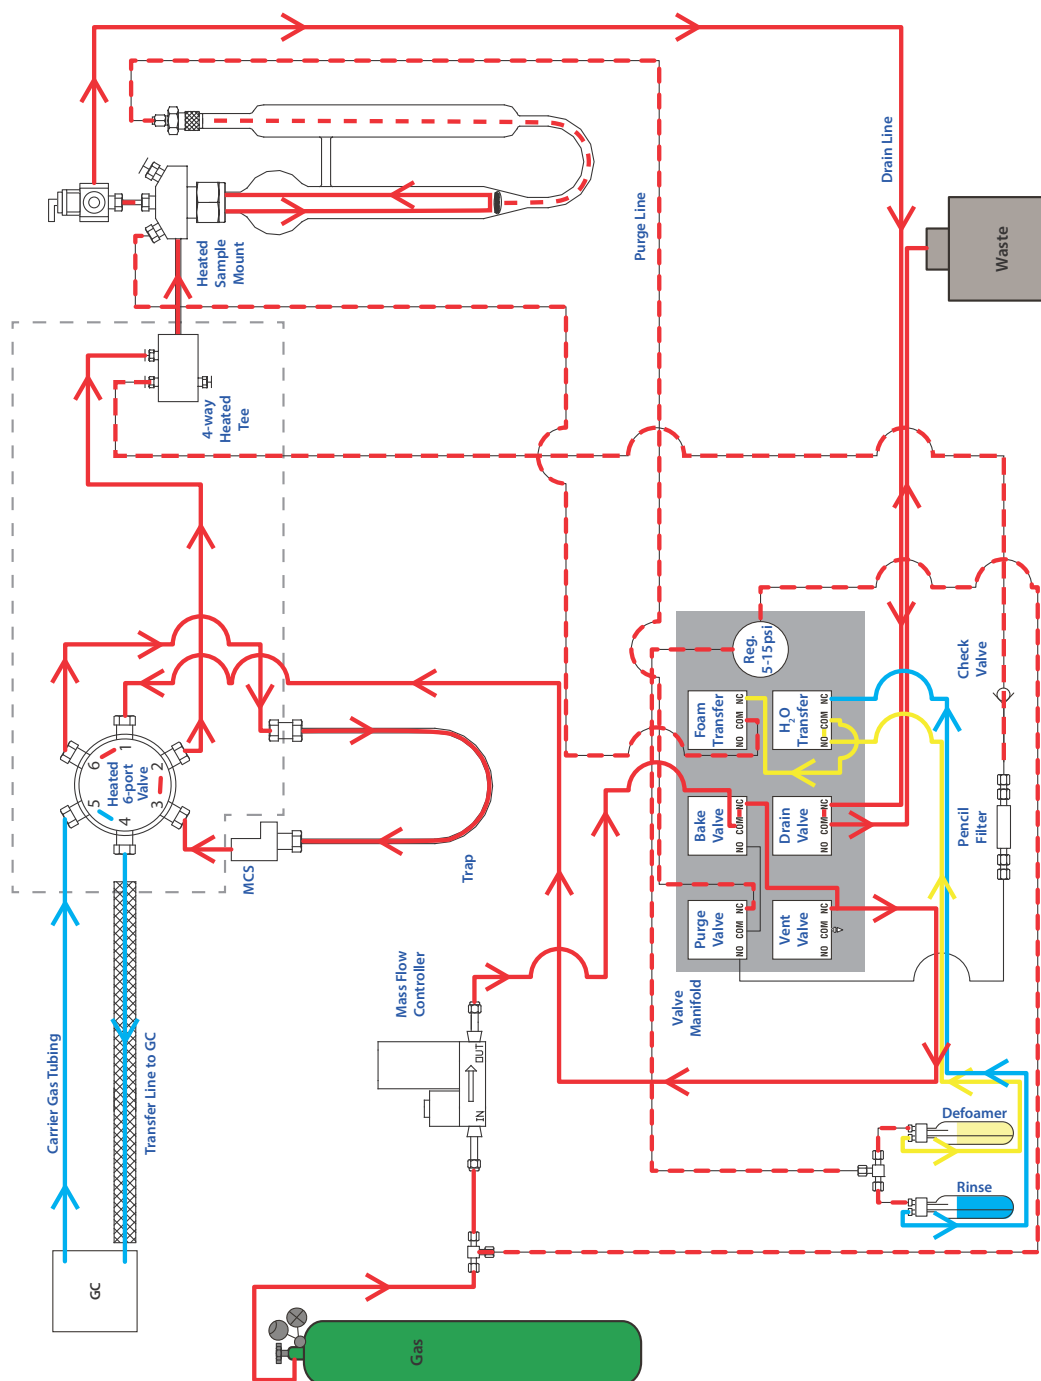 Drain Line
Purge Line
Waste
Heated
Sample
Mount
4-way
Heated
Tee
Heated
6-port
Valve
1
2
3
4
5
6
MCS
Trap
Carrier Gas Tubing
Transfer Line to GC
GC
Mass Flow
Controller
IN
OUT
Valve
Manifold
Reg.
5-15psi
Foam
Transfer
NO COM NC
H2O
Transfer
NO COM NC
Bake
Valve
NO COM NC
Drain
Valve
NO COM NC
Purge
Valve
NO COM NC
Vent
Valve
NO COM NC
Check
Valve
Pencil
Filter
Defoamer
Rinse
Gas